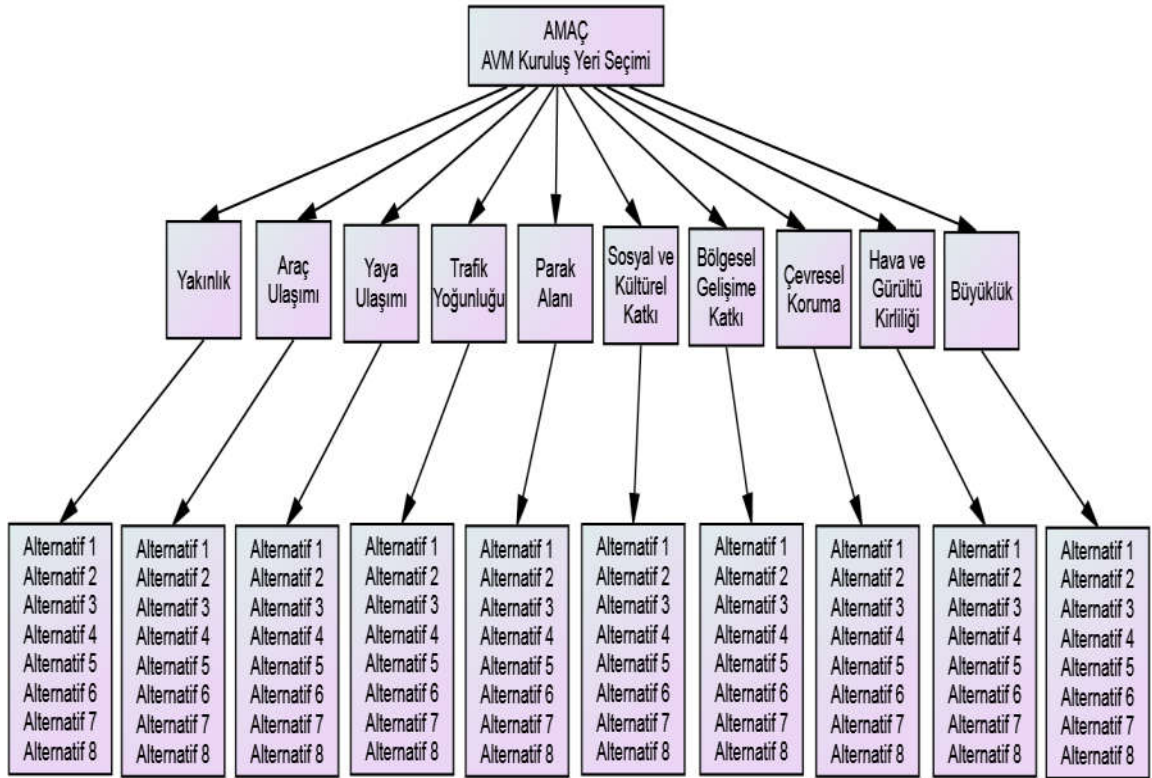 AMAÇ
AVM Kuruluş Yeri Seçimi
Yakınlık
Araç
Ulaşımı
Yaya
Ulaşımı
Trafik
Yoğunluğu
Parak
Alanı
Sosyal ve
Kültürel
Katkı
Bölgesel
Gelişime
Katkı
Çevresel
Koruma
Hava ve
Gürültü
Kirliliği
Büyüklük
Alternatif 1
Alternatif 2
Alternatif 3
Alternatif 4
Alternatif 5
Alternatif 6
Alternatif 7
Alternatif 8
Alternatif 1
Alternatif 2
Alternatif 3
Alternatif 4
Alternatif 5
Alternatif 6
Alternatif 7
Alternatif 8
Alternatif 1
Alternatif 2
Alternatif 3
Alternatif 4
Alternatif 5
Alternatif 6
Alternatif 7
Alternatif 8
Alternatif 1
Alternatif 2
Alternatif 3
Alternatif 4
Alternatif 5
Alternatif 6
Alternatif 7
Alternatif 8
Alternatif 1
Alternatif 2
Alternatif 3
Alternatif 4
Alternatif 5
Alternatif 6
Alternatif 7
Alternatif 8
Alternatif 1
Alternatif 2
Alternatif 3
Alternatif 4
Alternatif 5
Alternatif 6
Alternatif 7
Alternatif 8
Alternatif 1
Alternatif 2
Alternatif 3
Alternatif 4
Alternatif 5
Alternatif 6
Alternatif 7
Alternatif 8
Alternatif 1
Alternatif 2
Alternatif 3
Alternatif 4
Alternatif 5
Alternatif 6
Alternatif 7
Alternatif 8
Alternatif 1
Alternatif 2
Alternatif 3
Alternatif 4
Alternatif 5
Alternatif 6
Alternatif 7
Alternatif 8
Alternatif 1
Alternatif 2
Alternatif 3
Alternatif 4
Alternatif 5
Alternatif 6
Alternatif 7
Alternatif 8